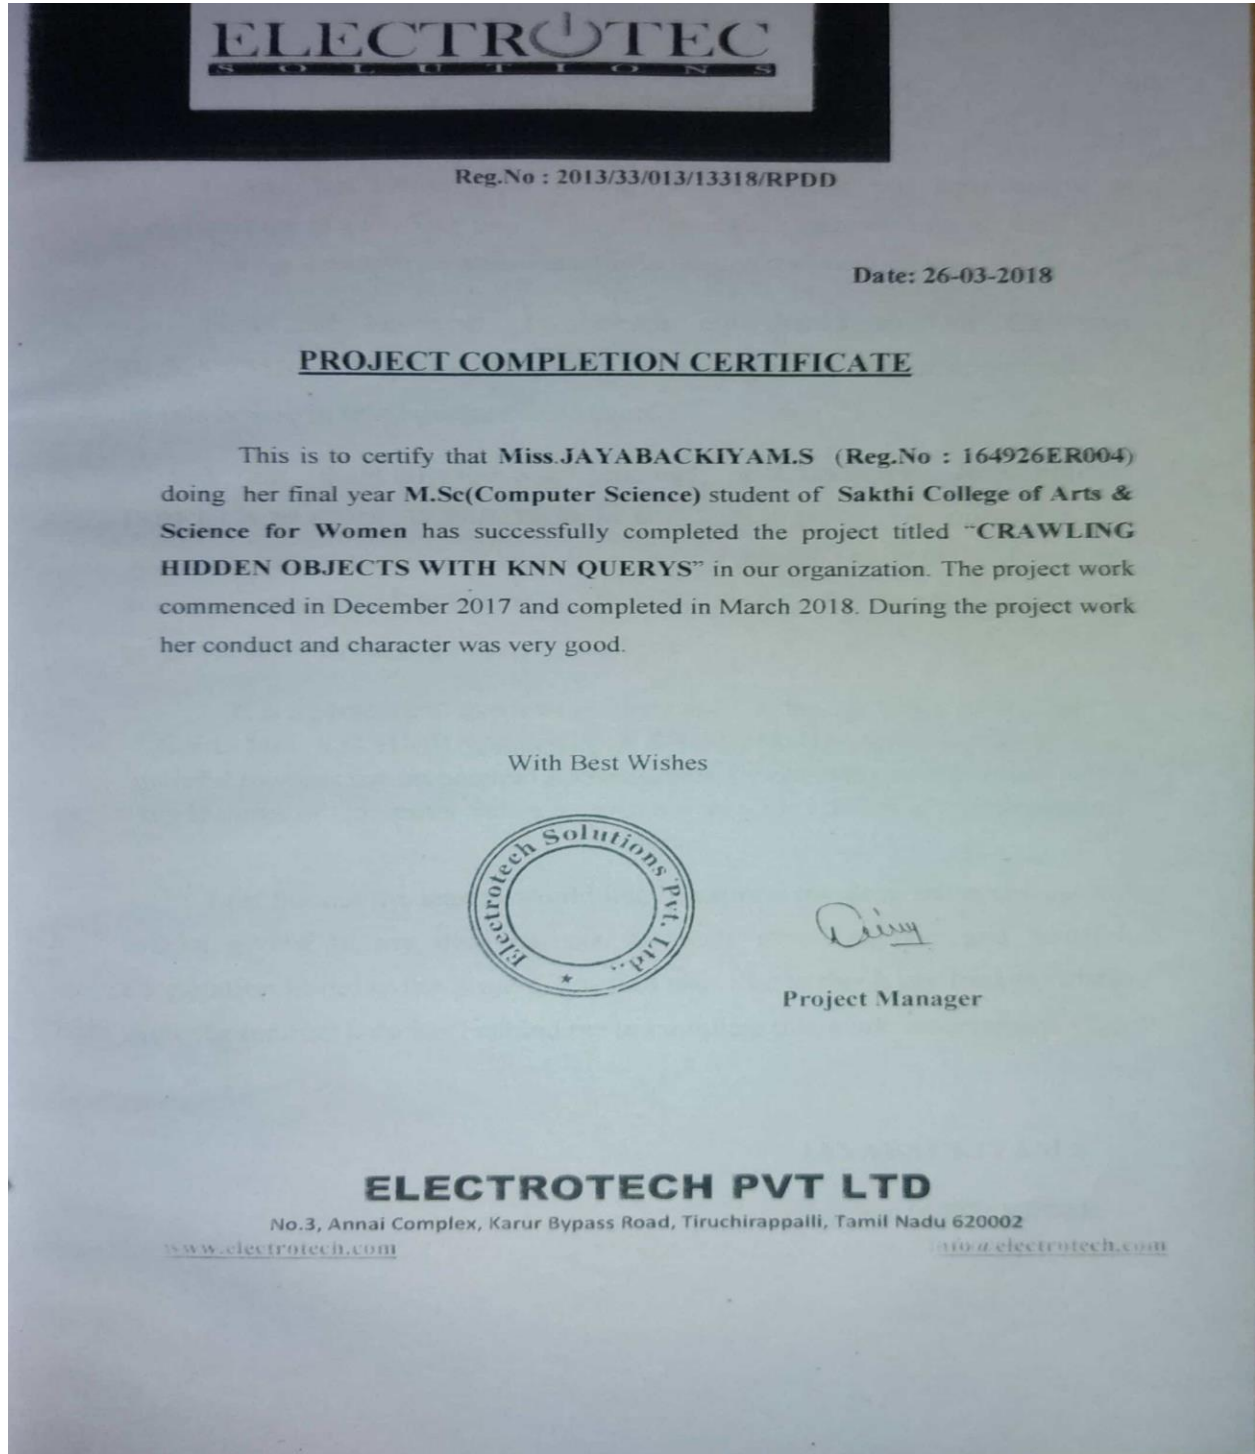 ELECTROTEC
SOLUTIONS
Reg.No : 2013/33/013/13318/RPDD
Date: 26-03-2018
PROJECT COMPLETION CERTIFICATE
This is to certify that Miss.JAYABACKIYAM.S (Reg.No : 164926ER004)
doing her final year M.Sc(Computer Science) student of Sakthi College of Arts &
Science for Women has successfully completed the project titled "CRAWLING
HIDDEN OBJECTS WITH KNN QUERYS" in our organization. The project work
commenced in December 2017 and completed in March 2018. During the project work
her conduct and character was very good.
With Best Wishes
Electrotech Solutions Pvt. Ltd.,
Project Manager
ELECTROTECH PVT LTD
No.3, Annai Complex, Karur Bypass Road, Tiruchirappalli, Tamil Nadu 620002
www.electrotech.com
info@electrotech.com